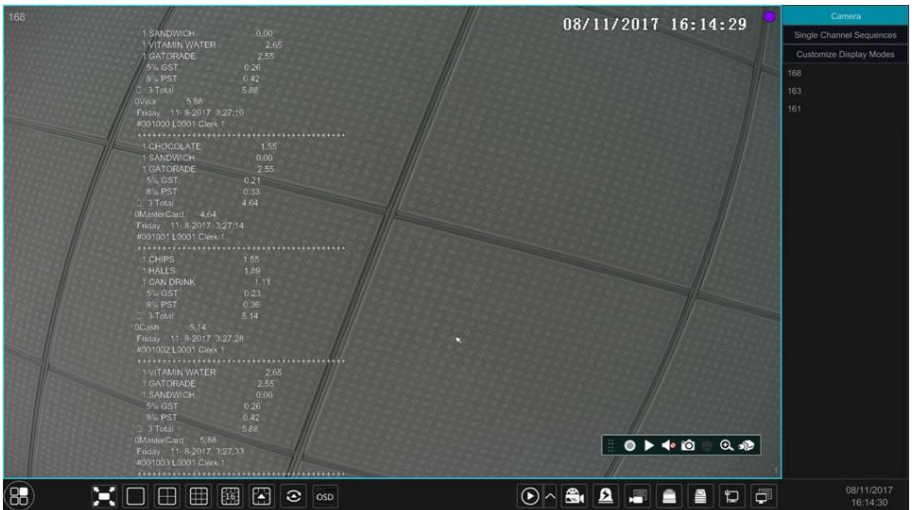 168
08/11/2017 16:14:29
1 SANDWICH 0.00
1 VITAMIN WATER 2.65
1 GATORADE 2.55
5% GST 0.26
8% PST 0.42
3 Total 5.88
0Visa 5.88
Friday 11- 8-2017 3:27:10
#001000 L0001 Clerk 1
************************************
1 CHOCOLATE 1.55
1 SANDWICH 0.00
1 GATORADE 2.55
5% GST 0.21
8% PST 0.33
3 Total 4.64
0MasterCard 4.64
Friday 11- 8-2017 3:27:14
#001001 L0001 Clerk 1
************************************
1 CHIPS 1.55
1 HALLS 1.89
1 CAN DRINK 1.11
5% GST 0.23
8% PST 0.36
3 Total 5.14
0Cash 5.14
Friday 11- 8-2017 3:27:28
#001002 L0001 Clerk 1
************************************
1 VITAMIN WATER 2.65
1 GATORADE 2.55
1 SANDWICH 0.00
5% GST 0.26
8% PST 0.42
3 Total 5.88
0MasterCard 5.88
Friday 11- 8-2017 3:27:33
#001003 L0001 Clerk 1
************************************
1
Camera
Single Channel Sequences
Customize Display Modes
168
163
161
16
OSD
08/11/2017
16:14:30